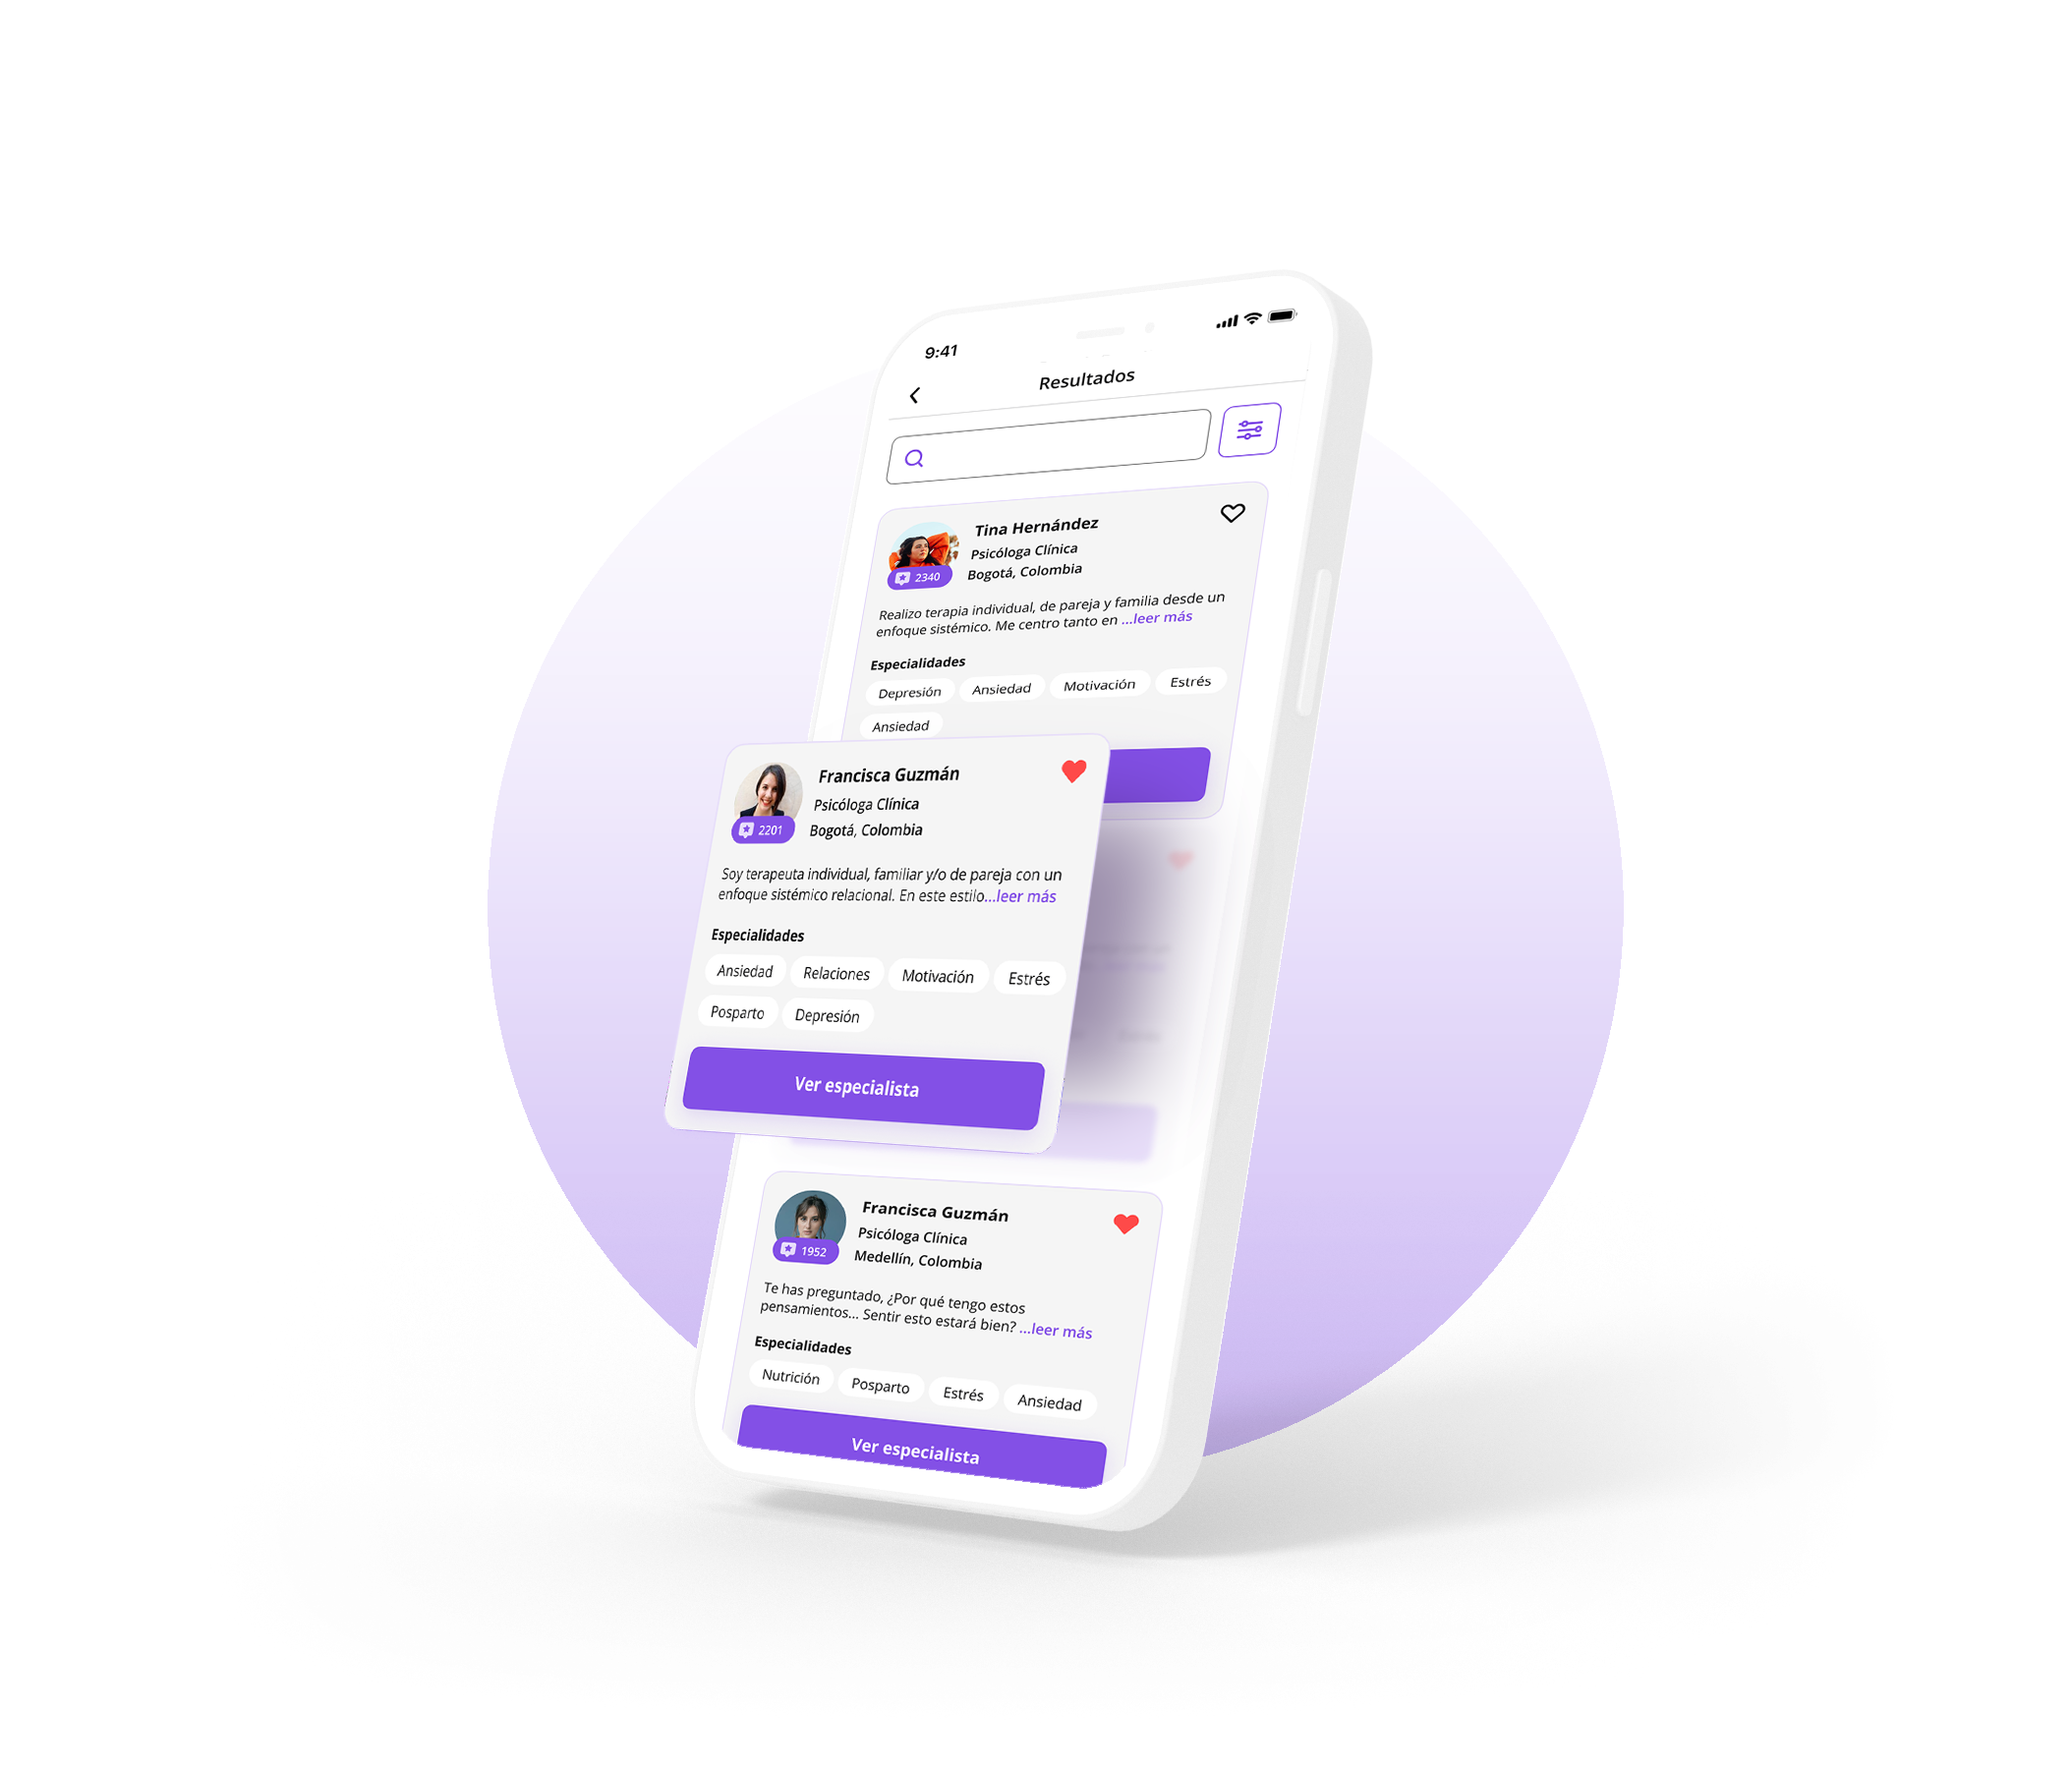 9:41
Resultados
Tina Hernández
Psicóloga Clínica
Bogotá, Colombia
2340
Realizo terapia individual, de pareja y familia desde un
enfoque sistémico. Me centro tanto en ...leer más
Especialidades
Depresión Ansiedad Motivación Estrés
Ansiedad
Francisca Guzmán
Psicóloga Clínica
Bogotá, Colombia
2201
Soy terapeuta individual, familiar y/o de pareja con un
enfoque sistémico relacional. En este estilo...leer más
Especialidades
Ansiedad Relaciones Motivación Estrés
Posparto Depresión
Ver especialista
Francisca Guzmán
Psicóloga Clínica
Medellín, Colombia
1952
Te has preguntado, ¿Por qué tengo estos
pensamientos... Sentir esto estará bien? ...leer más
Especialidades
Nutrición Posparto Estrés Ansiedad
Ver especialista